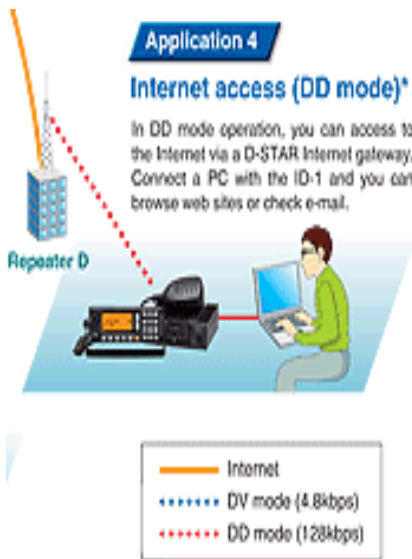 Application 4
Internet access (DD mode)*
In DD mode operation, you can access to
the Internet via a D-STAR Internet gateway.
Connect a PC with the ID-1 and you can
browse web sites or check e-mail.
Repeater D
Internet
DV mode (4.8kbps)
DD mode (128kbps)